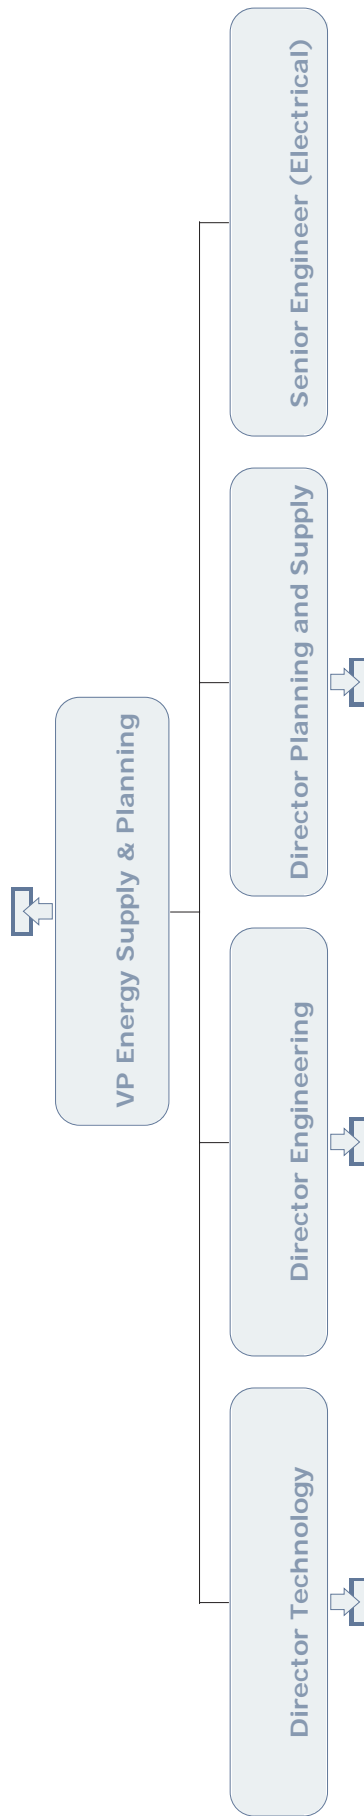 VP Energy Supply & Planning
Director Technology
Director Engineering
Director Planning and Supply
Senior Engineer (Electrical)